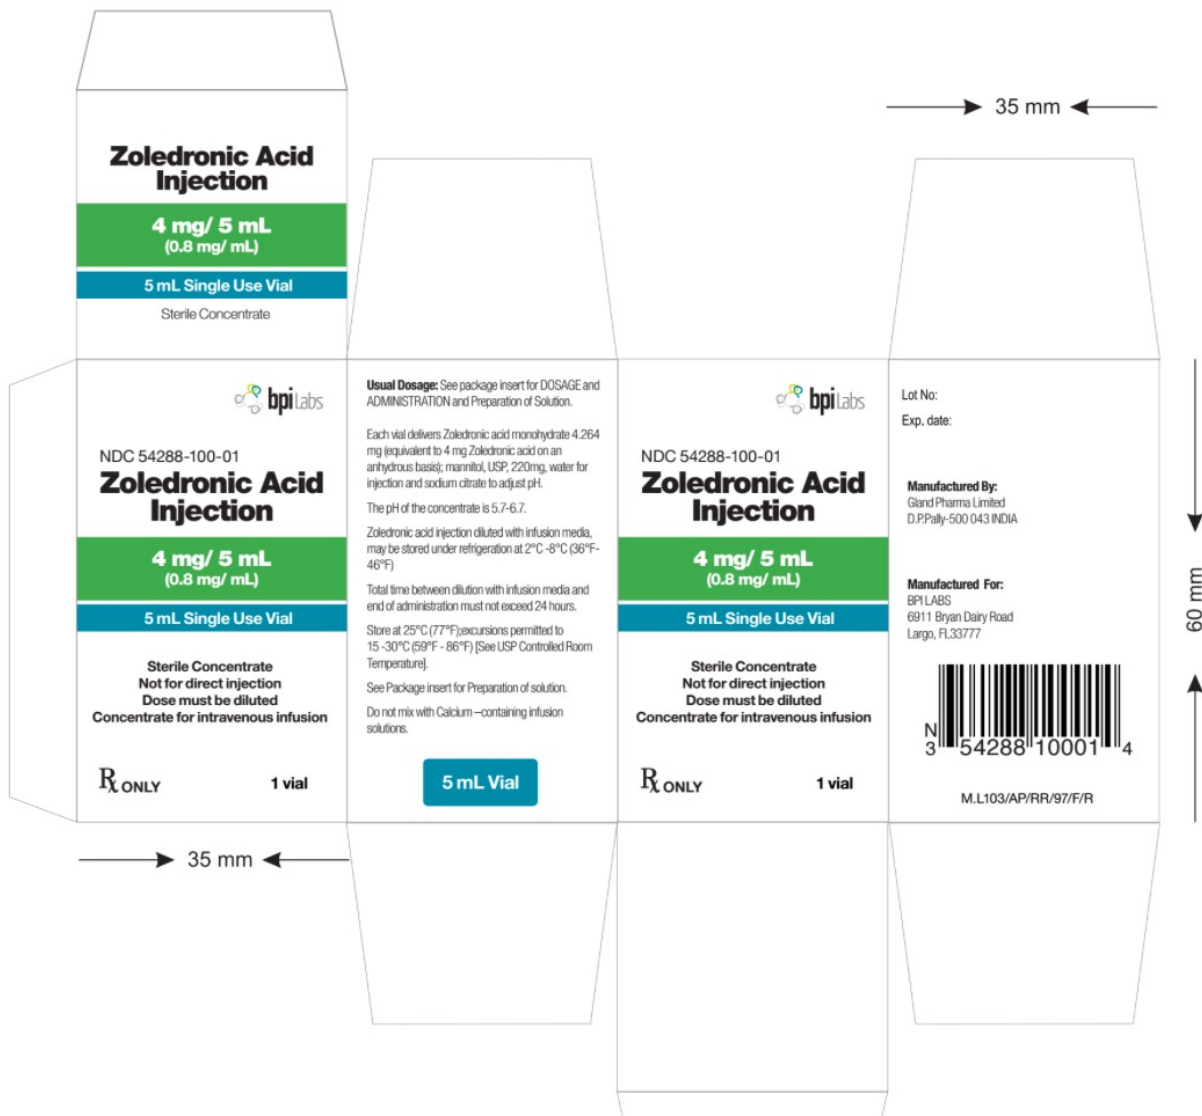 Zoledronic Acid
Injection
4 mg/ 5 mL
(0.8 mg/ mL)
5 mL Single Use Vial
Sterile Concentrate
35 mm
bpi Labs
NDC 54288-100-01
Zoledronic Acid
Injection
4 mg/ 5 mL
(0.8 mg/ mL)
5 mL Single Use Vial
Sterile Concentrate
Not for direct injection
Dose must be diluted
Concentrate for intravenous infusion
Rx ONLY 1 vial
35 mm
Usual Dosage: See package insert for DOSAGE and
ADMINISTRATION and Preparation of Solution.
Each vial delivers Zoledronic acid monohydrate 4.264
mg (equivalent to 4 mg Zoledronic acid on an
anhydrous basis); mannitol, USP, 220mg, water for
injection and sodium citrate to adjust pH.
The pH of the concentrate is 5.7-6.7.
Zoledronic acid injection diluted with infusion media,
may be stored under refrigeration at 2°C -8°C (36°F-
46°F)
Total time between dilution with infusion media and
end of administration must not exceed 24 hours.
Store at 25°C (77°F);excursions permitted to
15 -30°C (59°F - 86°F) [See USP Controlled Room
Temperature].
See Package insert for Preparation of solution.
Do not mix with Calcium –containing infusion
solutions.
5 mL Vial
bpi Labs
NDC 54288-100-01
Zoledronic Acid
Injection
4 mg/ 5 mL
(0.8 mg/ mL)
5 mL Single Use Vial
Sterile Concentrate
Not for direct injection
Dose must be diluted
Concentrate for intravenous infusion
Rx ONLY 1 vial
Lot No:
Exp. date:
Manufactured By:
Gland Pharma Limited
D.P.Pally-500 043 INDIA
Manufactured For:
BPI LABS
6911 Bryan Dairy Road
Largo, FL33777
N
3 54288 10001 4
M.L103/AP/RR/97/F/R
60 mm